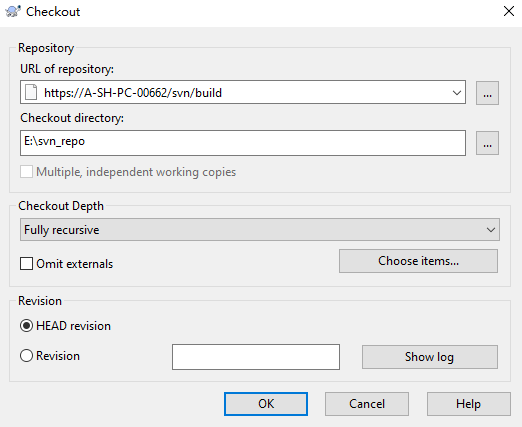 Checkout
Repository
URL of repository:
https://A-SH-PC-00662/svn/build
...
Checkout directory:
E:\svn_repo
...
Multiple, independent working copies
Checkout Depth
Fully recursive
Omit externals
Choose items...
Revision
HEAD revision
Revision
Show log
OK
Cancel
Help